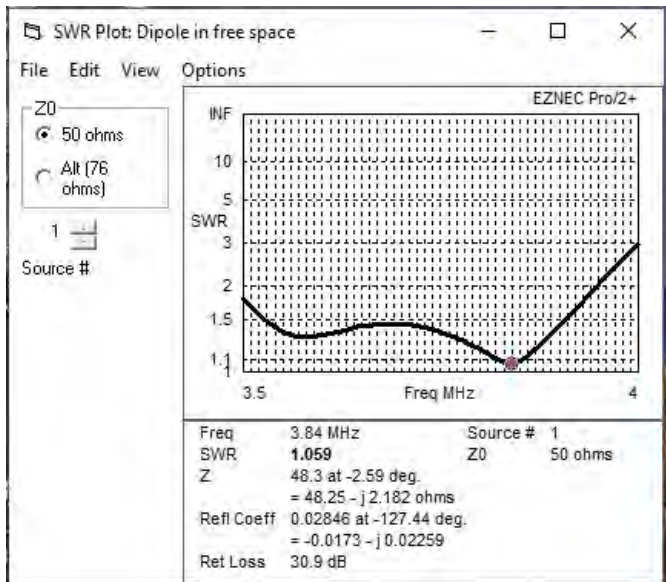 SWR Plot: Dipole in free space
File Edit View Options
Z0
50 ohms
Alt (76
ohms)
1
Source #
EZNEC Pro/2+
INF
10
5
SWR
3
2
1.5
1.1
1
3.5 Freq MHz 4
Freq 3.84 MHz Source # 1
SWR 1.059 Z0 50 ohms
Z 48.3 at -2.59 deg.
= 48.25 - j 2.182 ohms
Refl Coeff 0.02846 at -127.44 deg.
= -0.0173 - j 0.02259
Ret Loss 30.9 dB